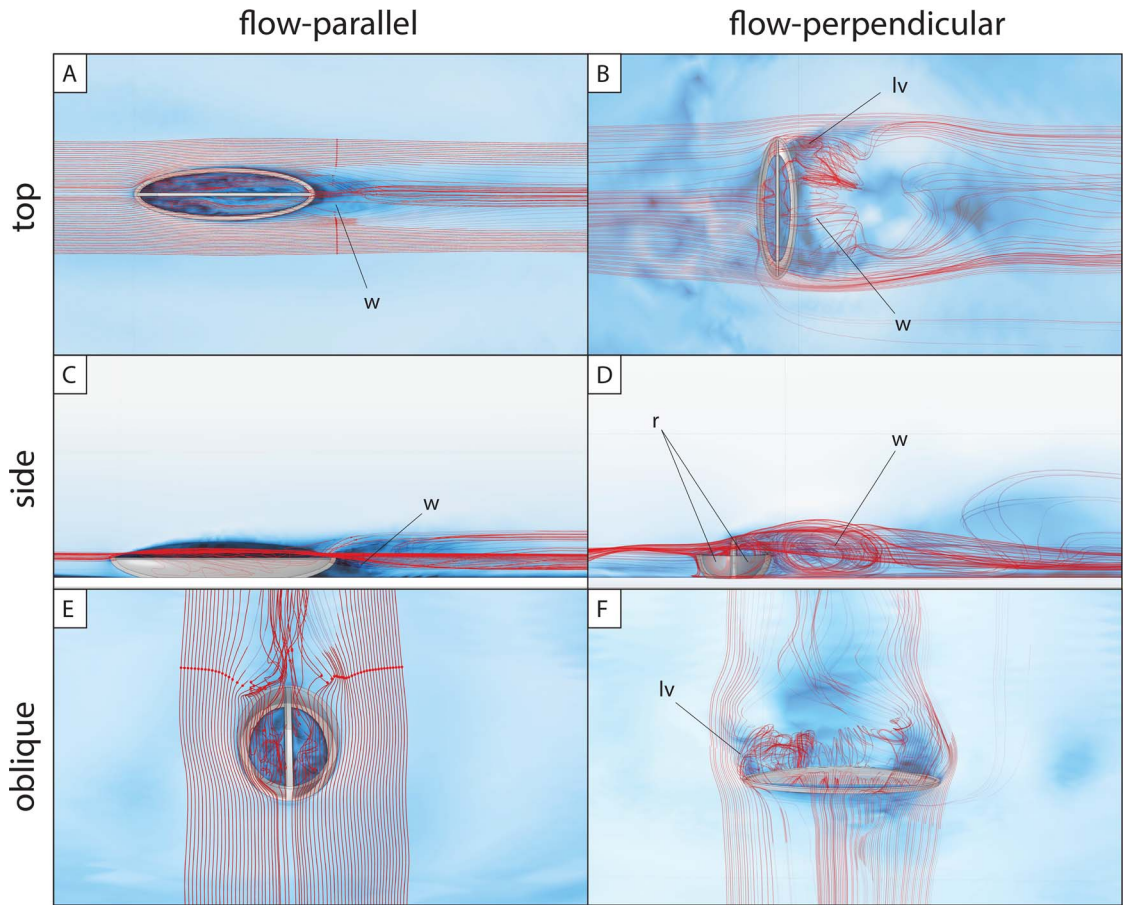 flow-parallel
flow-perpendicular
top
A
w
B
lv
w
side
C
w
D
r
w
oblique
E
F
lv